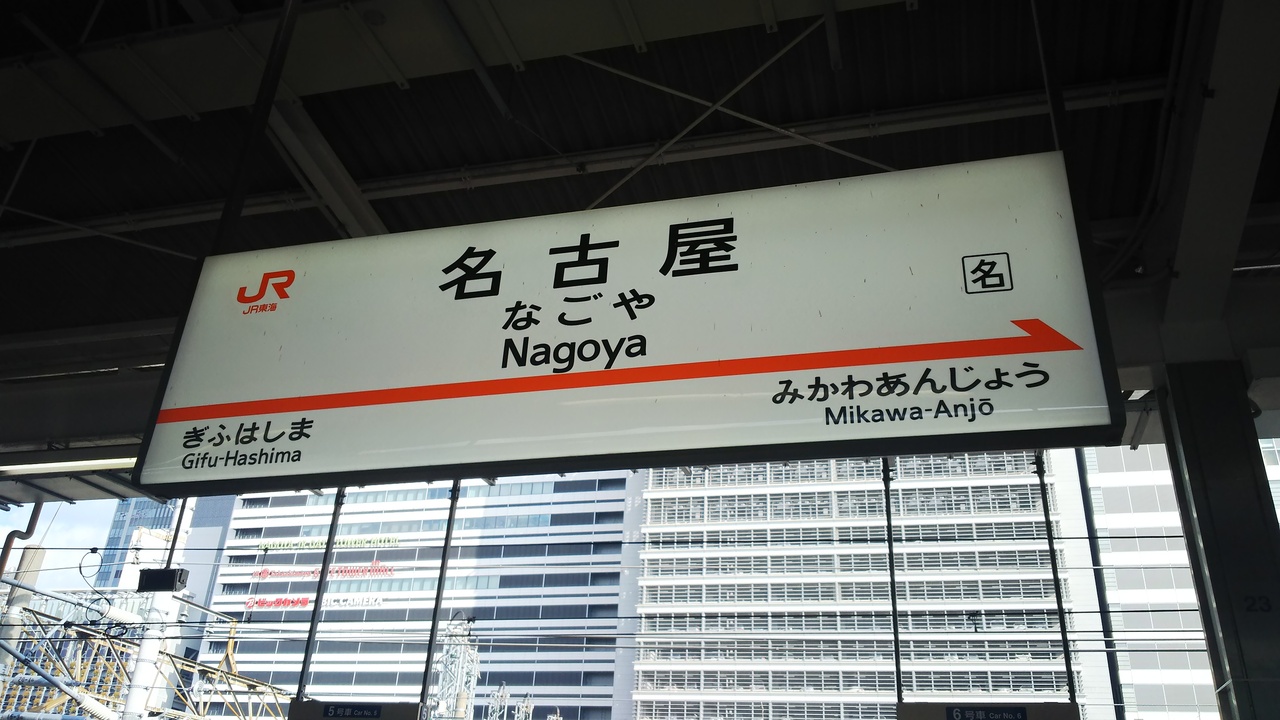 JR
JR東海
名古屋
なごや
Nagoya
名
ぎふはしま
Gifu-Hashima
みかわあんじょう
Mikawa-Anjō
BIC CAMERA
5号車 Car No. 5
6号車 Car No. 6
23